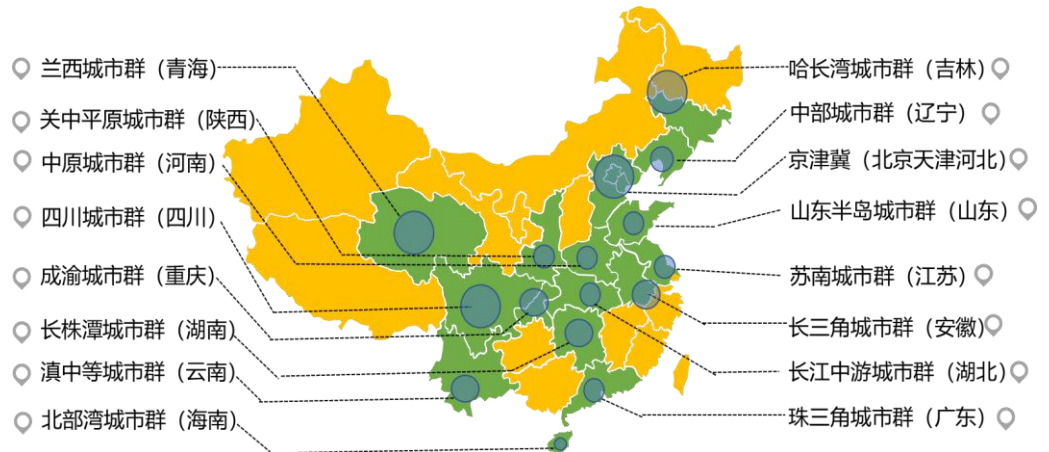 兰西城市群（青海）
关中平原城市群（陕西）
中原城市群（河南）
四川城市群（四川）
成渝城市群（重庆）
长株潭城市群（湖南）
滇中等城市群（云南）
北部湾城市群（海南）
哈长湾城市群（吉林）
中部城市群（辽宁）
京津冀（北京天津河北）
山东半岛城市群（山东）
苏南城市群（江苏）
长三角城市群（安徽）
长江中游城市群（湖北）
珠三角城市群（广东）